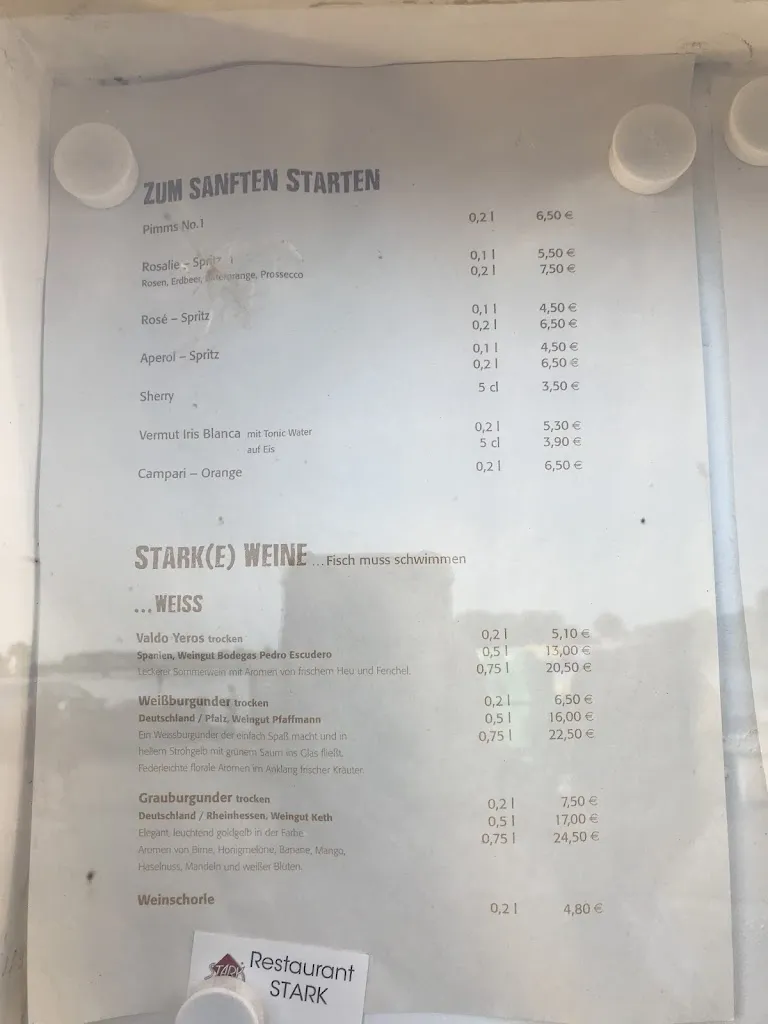 ZUM SANFTEN STARTEN
Pimms No.1 0,2 l 6,50 €
Rosalie – Spritz 0,1 l 5,50 €
Rosen, Erdbeer, Prossecco 0,2 l 7,50 €
Rosé – Spritz 0,1 l 4,50 €
0,2 l 6,50 €
Aperol – Spritz 0,1 l 4,50 €
0,2 l 6,50 €
Sherry 5 cl 3,50 €
Vermut Iris Blanca mit Tonic Water 0,2 l 5,30 €
auf Eis 5 cl 3,90 €
Campari – Orange 0,2 l 6,50 €
STARK(E) WEINE ...Fisch muss schwimmen
...WEISS
Valdo Yeros trocken 0,2 l 5,10 €
Spanien, Weingut Bodegas Pedro Escudero 0,5 l 13,00 €
Leckerer Sommerwein mit Aromen von frischem Heu und Fenchel. 0,75 l 20,50 €
Weißburgunder trocken 0,2 l 6,50 €
Deutschland / Pfalz, Weingut Pfaffmann 0,5 l 16,00 €
Ein Weissburgunder der einfach Spaß macht und in 0,75 l 22,50 €
hellem Strohgelb mit grünem Saum ins Glas fließt.
Federleichte florale Aromen im Anklang frischer Kräuter.
Grauburgunder trocken 0,2 l 7,50 €
Deutschland / Rheinhessen, Weingut Keth 0,5 l 17,00 €
Elegant, leuchtend goldgelb in der Farbe. 0,75 l 24,50 €
Aromen von Birne, Honigmelone, Banane, Mango,
Haselnuss, Mandeln und weißer Blüten.
Weinschorle 0,2 l 4,80 €
STARK Restaurant
STARK